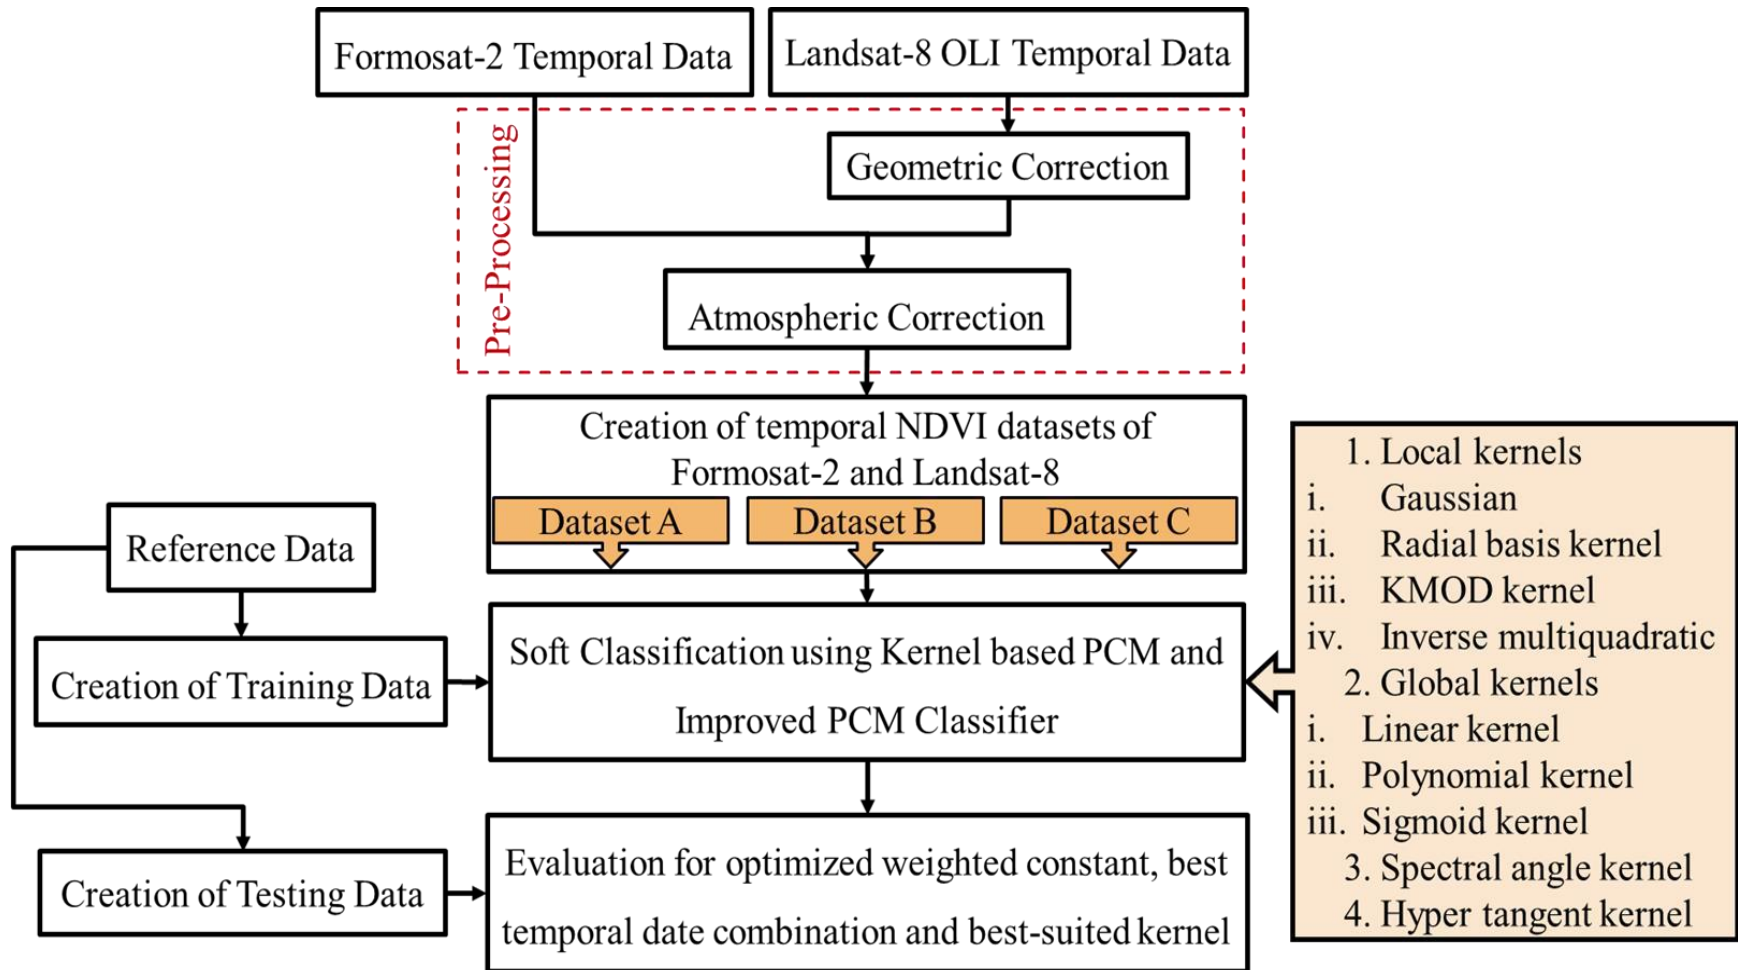 Formosat-2 Temporal Data
Landsat-8 OLI Temporal Data
Pre-Processing
Geometric Correction
Atmospheric Correction
Creation of temporal NDVI datasets of
Formosat-2 and Landsat-8
Dataset A
Dataset B
Dataset C
Reference Data
Creation of Training Data
Soft Classification using Kernel based PCM and
Improved PCM Classifier
Creation of Testing Data
Evaluation for optimized weighted constant, best
temporal date combination and best-suited kernel
1. Local kernels
i. Gaussian
ii. Radial basis kernel
iii. KMOD kernel
iv. Inverse multiquadratic
2. Global kernels
i. Linear kernel
ii. Polynomial kernel
iii. Sigmoid kernel
3. Spectral angle kernel
4. Hyper tangent kernel